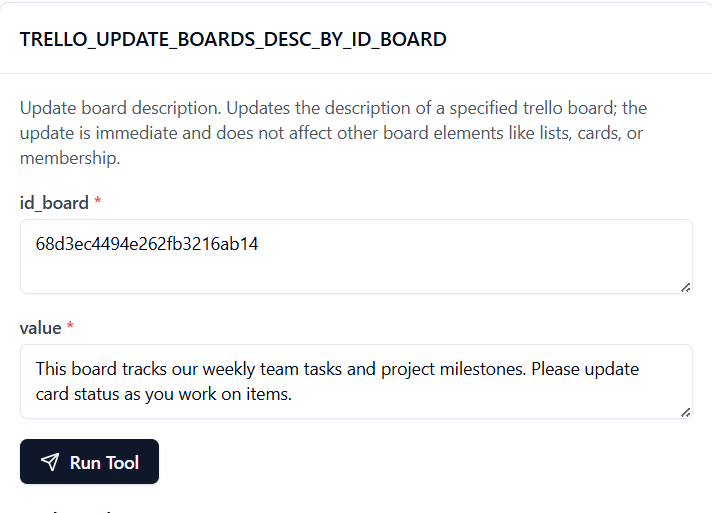 TRELLO_UPDATE_BOARDS_DESC_BY_ID_BOARD
Update board description. Updates the description of a specified trello board; the
update is immediate and does not affect other board elements like lists, cards, or
membership.
id_board *
68d3ec4494e262fb3216ab14
value *
This board tracks our weekly team tasks and project milestones. Please update
card status as you work on items.
Run Tool